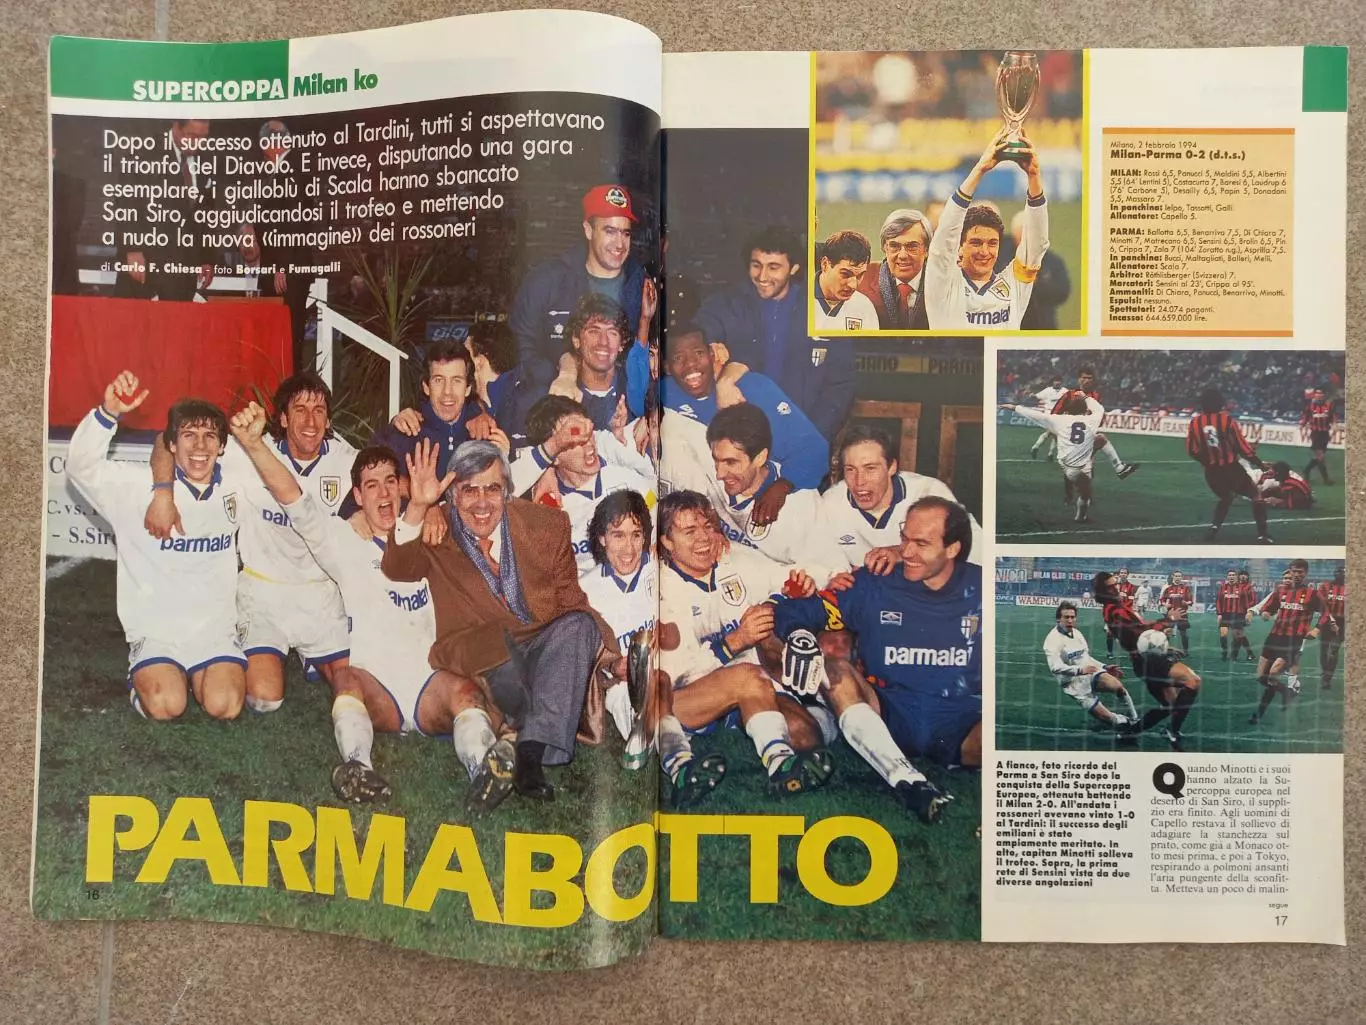 SUPERCOPPA Milan ko
Dopo il successo ottenuto al Tardini, tutti si aspettavano
il trionfo del Diavolo. E invece, disputando una gara
esemplare, i gialloblù di Scala hanno sbancato
San Siro, aggiudicandosi il trofeo e mettendo
a nudo la nuova «immagine» dei rossoneri
di Carlo F. Chiesa - foto Borsari e Fumagalli
C.vs.
- S.Siro
parmalat
parmalat
parmalat
PARMABOTTO
16
parmalat
Milano, 2 febbraio 1994
Milan-Parma 0-2 (d.t.s.)
MILAN: Rossi 6,5, Panucci 5, Maldini 5,5, Albertini
5,5 (64' Lentini 5), Costacurta 7, Baresi 6, Laudrup 6
(76' Carbone 5), Desailly 6,5, Papin 5, Donadoni
5,5, Massaro 7.
In panchina: Ielpo, Tassotti, Galli.
Allenatore: Capello 5.
PARMA: Ballotta 6,5, Benarrivo 7,5, Di Chiara 7,
Minotti 7, Matrecano 6,5, Sensini 6,5, Brolin 6,5, Pin
6, Crippa 7, Zola 7 (104' Zoratto n.g.), Asprilla 7,5.
In panchina: Bucci, Maltagliati, Balleri, Melli.
Allenatore: Scala 7.
Arbitro: Röthlisberger (Svizzera) 7.
Marcatori: Sensini al 23', Crippa al 95'.
Ammoniti: Di Chiara, Panucci, Benarrivo, Minotti.
Espulsi: nessuno.
Spettatori: 24.074 paganti.
Incasso: 644.659.000 lire.
WAMPUM JEANS
6
3
MILAN CLUB
WAMPUM JEANS
Motta
A fianco, foto ricordo del
Parma a San Siro dopo la
conquista della Supercoppa
Europea, ottenuta battendo
il Milan 2-0. All'andata i
rossoneri avevano vinto 1-0
al Tardini: il successo degli
emiliani è stato
ampiamente meritato. In
alto, capitan Minotti solleva
il trofeo. Sopra, la prima
rete di Sensini vista da due
diverse angolazioni
Quando Minotti e i suoi
hanno alzato la Su-
percoppa europea nel
deserto di San Siro, il suppli-
zio era finito. Agli uomini di
Capello restava il sollievo di
adagiare la stanchezza sul
prato, come già a Monaco ot-
to mesi prima, e poi a Tokyo,
respirando a polmoni ansanti
l'aria pungente della sconfit-
ta. Metteva un poco di malin-
segue
17